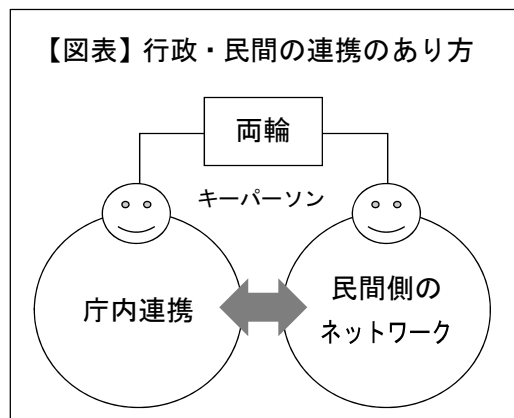 【図表】行政・民間の連携のあり方
両輪
キーパーソン
庁内連携
民間側の
ネットワーク